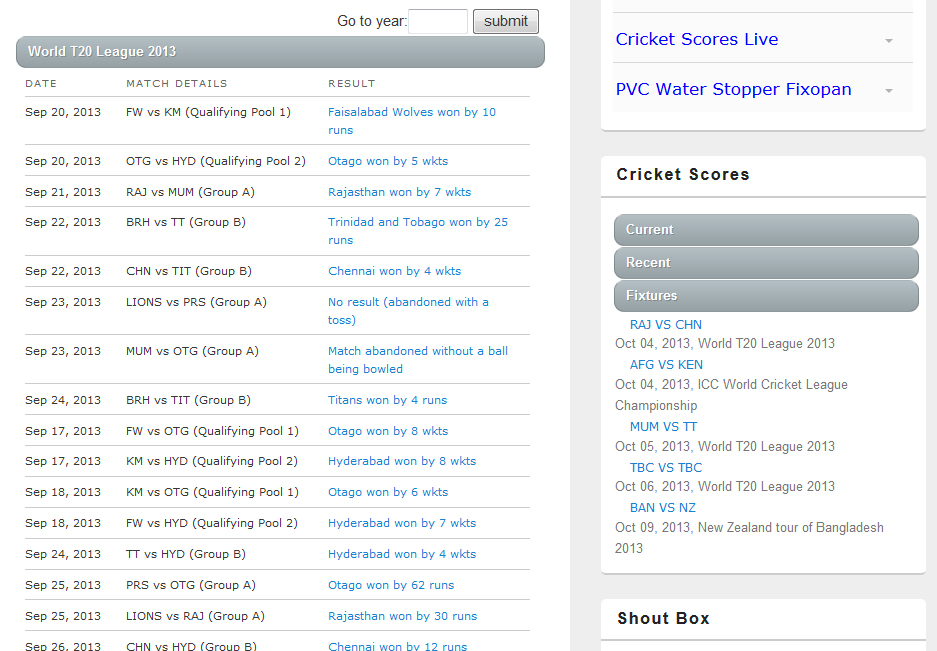 Go to year: submit
World T20 League 2013
DATE MATCH DETAILS RESULT
Sep 20, 2013 FW vs KM (Qualifying Pool 1) Faisalabad Wolves won by 10
runs
Sep 20, 2013 OTG vs HYD (Qualifying Pool 2) Otago won by 5 wkts
Sep 21, 2013 RAJ vs MUM (Group A) Rajasthan won by 7 wkts
Sep 22, 2013 BRH vs TT (Group B) Trinidad and Tobago won by 25
runs
Sep 22, 2013 CHN vs TIT (Group B) Chennai won by 4 wkts
Sep 23, 2013 LIONS vs PRS (Group A) No result (abandoned with a
toss)
Sep 23, 2013 MUM vs OTG (Group A) Match abandoned without a ball
being bowled
Sep 24, 2013 BRH vs TIT (Group B) Titans won by 4 runs
Sep 17, 2013 FW vs OTG (Qualifying Pool 1) Otago won by 8 wkts
Sep 17, 2013 KM vs HYD (Qualifying Pool 2) Hyderabad won by 8 wkts
Sep 18, 2013 KM vs OTG (Qualifying Pool 1) Otago won by 6 wkts
Sep 18, 2013 FW vs HYD (Qualifying Pool 2) Hyderabad won by 7 wkts
Sep 24, 2013 TT vs HYD (Group B) Hyderabad won by 4 wkts
Sep 25, 2013 PRS vs OTG (Group A) Otago won by 62 runs
Sep 25, 2013 LIONS vs RAJ (Group A) Rajasthan won by 30 runs
Sep 26, 2013 CHN vs HYD (Group B) Chennai won by 12 runs
Cricket Scores Live
PVC Water Stopper Fixopan
Cricket Scores
Current
Recent
Fixtures
RAJ VS CHN
Oct 04, 2013, World T20 League 2013
AFG VS KEN
Oct 04, 2013, ICC World Cricket League
Championship
MUM VS TT
Oct 05, 2013, World T20 League 2013
TBC VS TBC
Oct 06, 2013, World T20 League 2013
BAN VS NZ
Oct 09, 2013, New Zealand tour of Bangladesh
2013
Shout Box